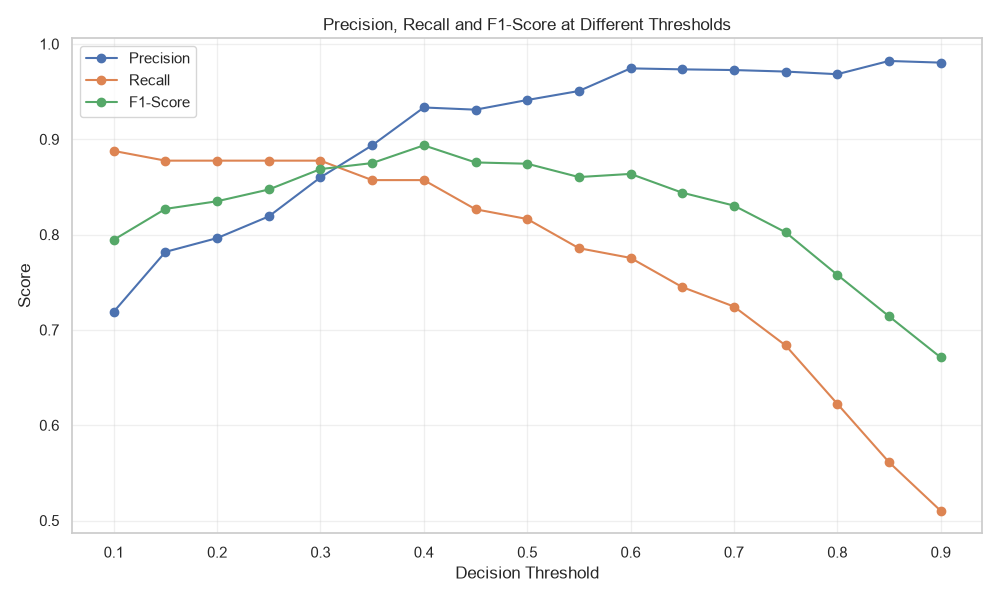 Precision, Recall and F1-Score at Different Thresholds
Precision
Recall
F1-Score
1.0
0.9
0.8
0.7
0.6
0.5
Score
0.1 0.2 0.3 0.4 0.5 0.6 0.7 0.8 0.9
Decision Threshold